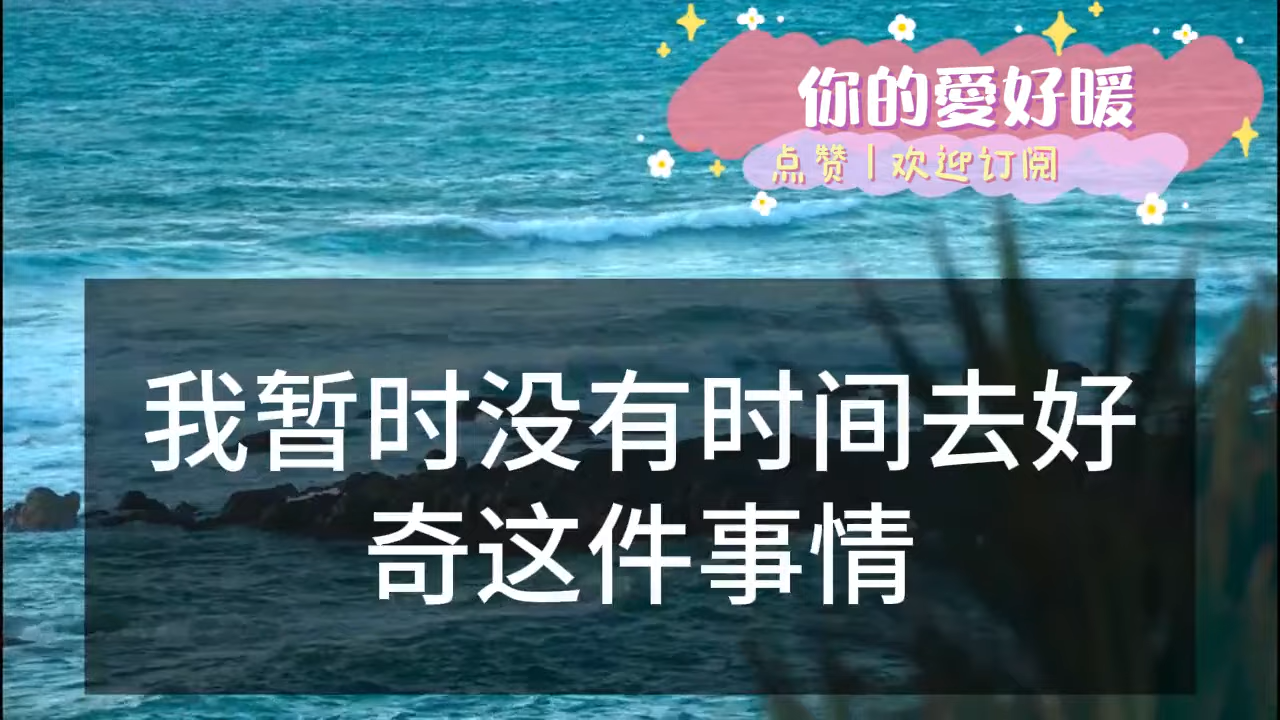 你的愛好暖
点赞 | 欢迎订阅
我暂时没有时间去好
奇这件事情